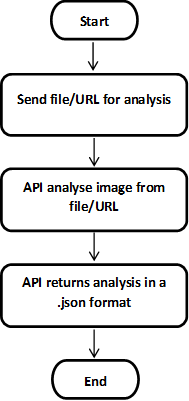 Start
Send file/URL for analysis
API analyse image from
file/URL
API returns analysis in a
.json format
End